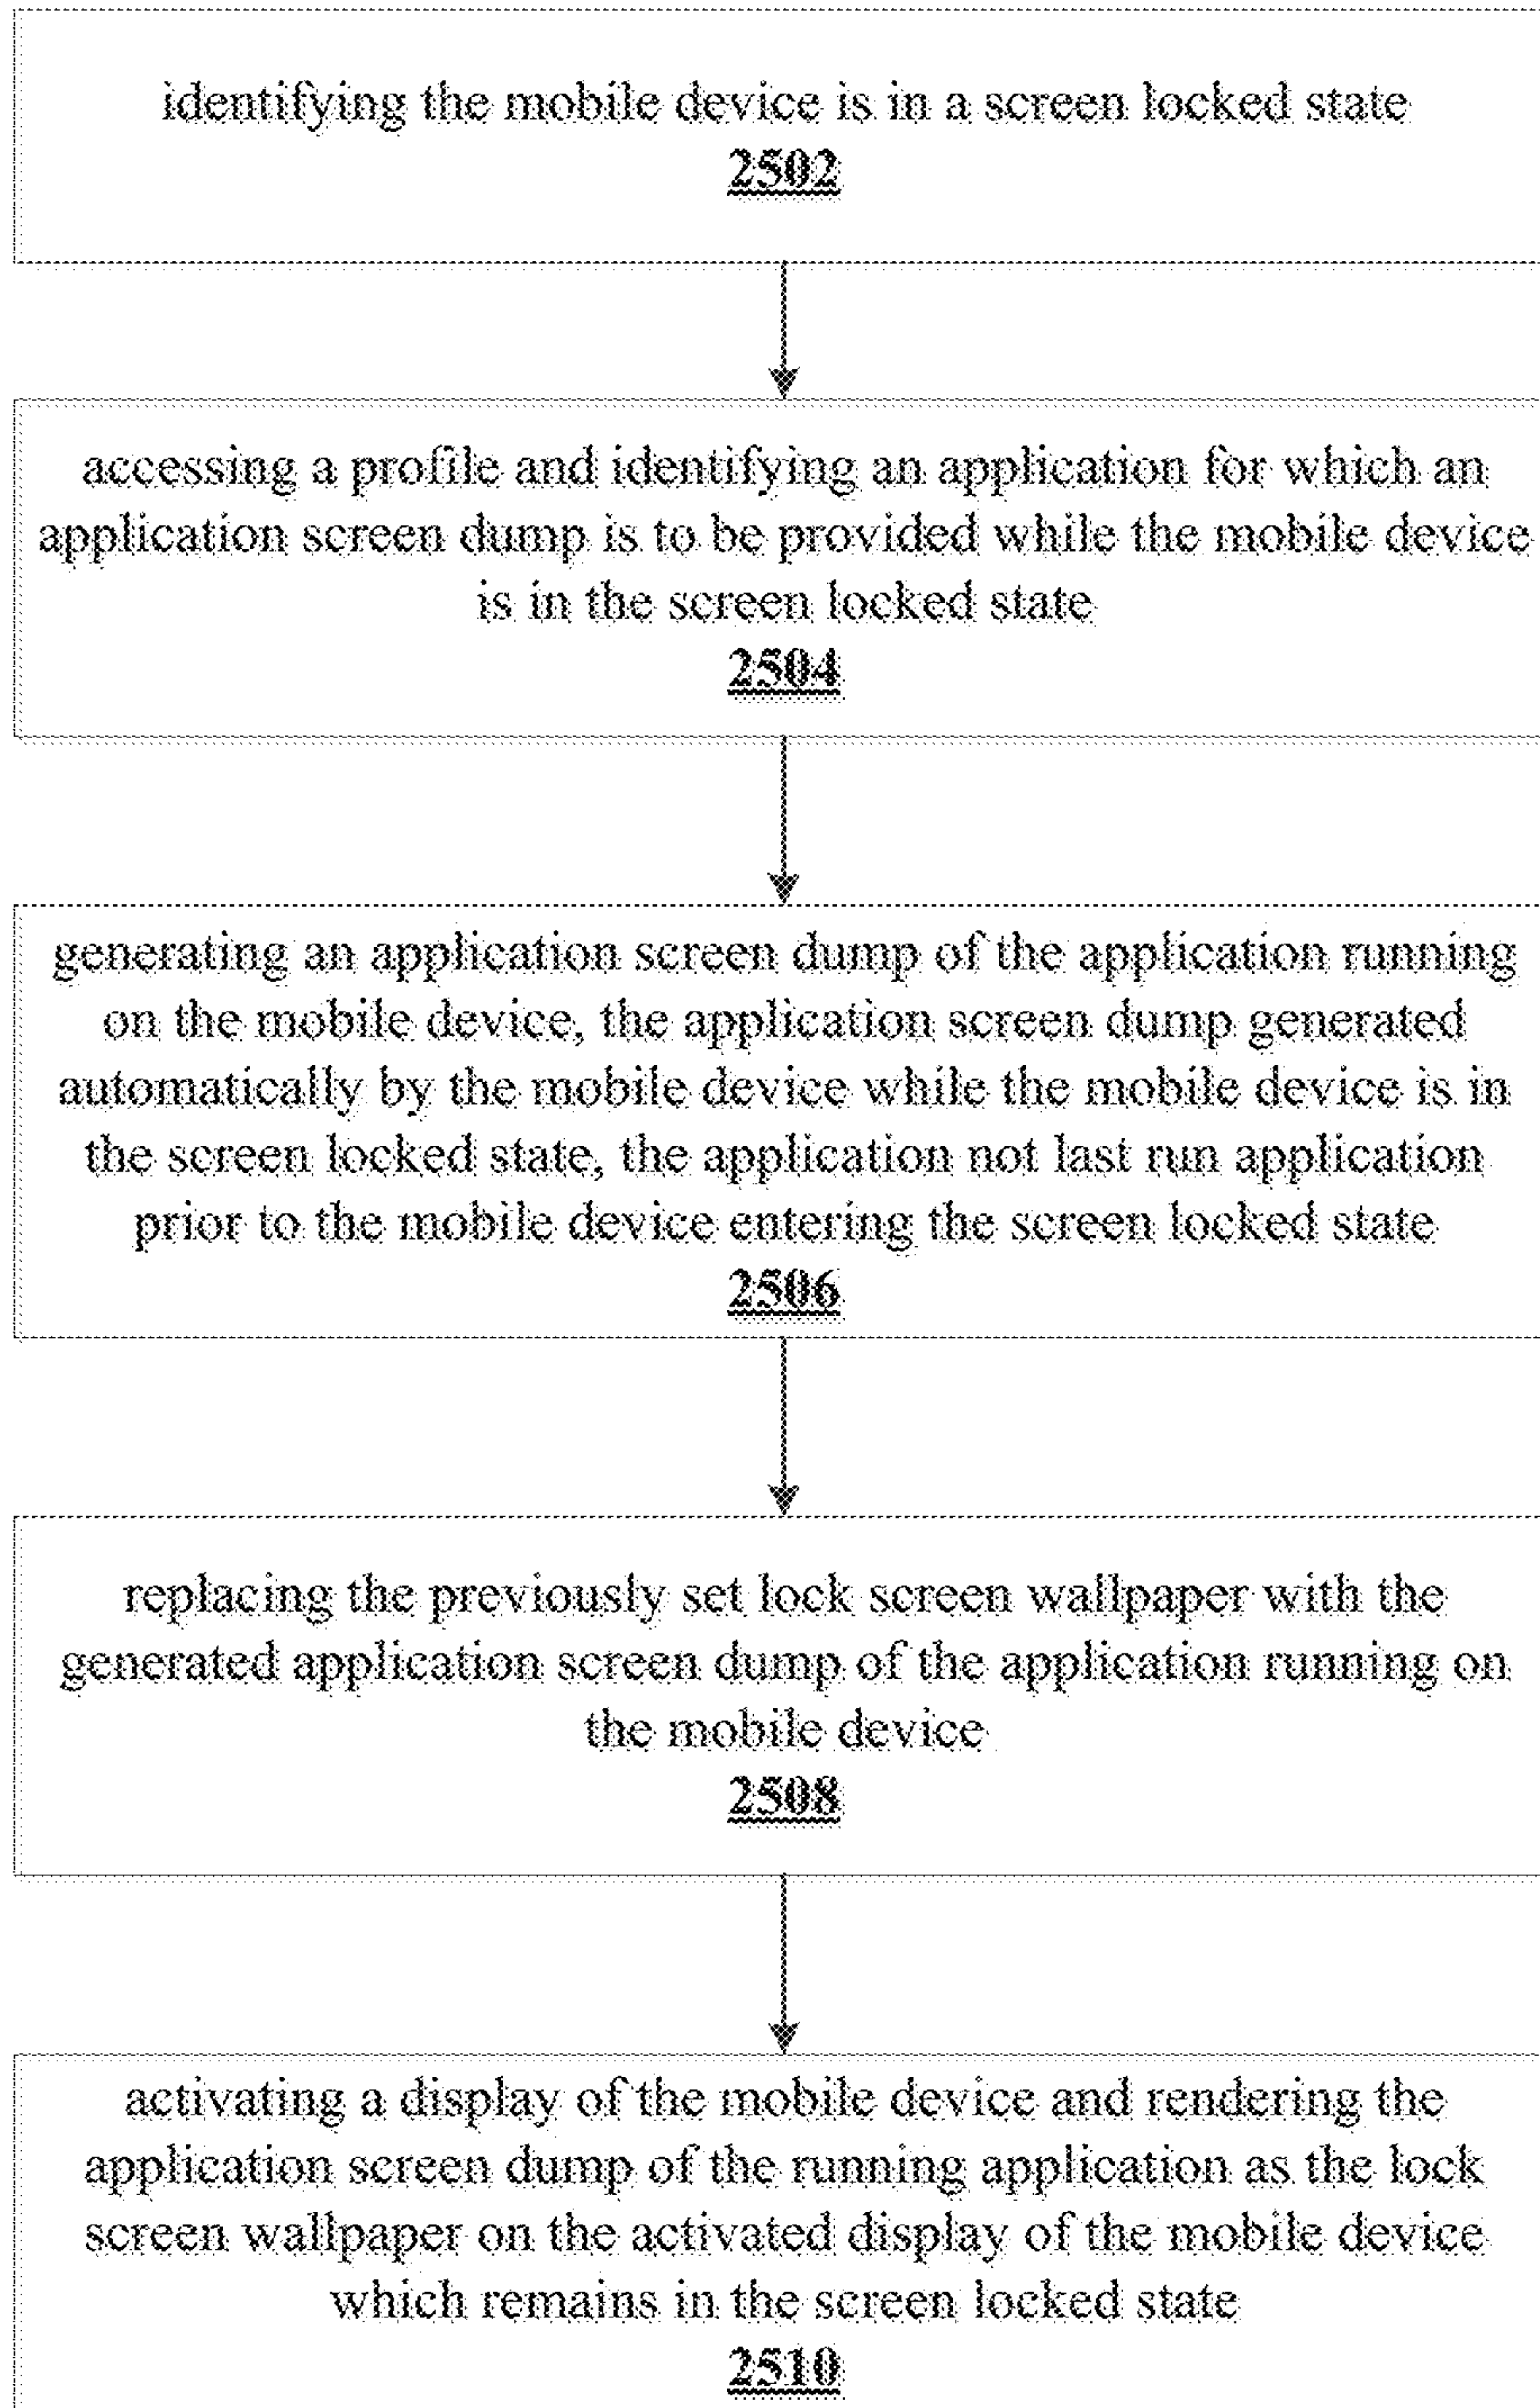 identifying the mobile device is in a screen locked state
2502
accessing a profile and identifying an application for which an
application screen dump is to be provided while the mobile device
is in the screen locked state
2504
generating an application screen dump of the application running
on the mobile device, the application screen dump generated
automatically by the mobile device while the mobile device is in
the screen locked state, the application not last run application
prior to the mobile device entering the screen locked state
2506
replacing the previously set lock screen wallpaper with the
generated application screen dump of the application running on
the mobile device
2508
activating a display of the mobile device and rendering the
application screen dump of the running application as the lock
screen wallpaper on the activated display of the mobile device
which remains in the screen locked state
2510